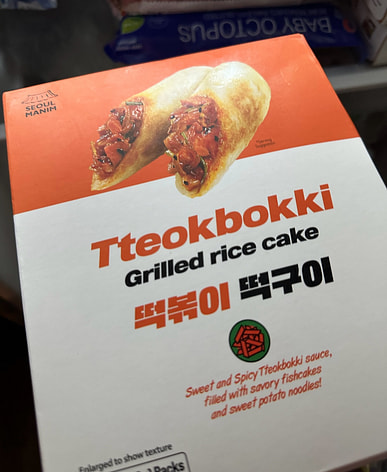 BABY OCTOPUS
SEOUL
MANIM
Tteokbokki
Grilled rice cake
떡볶이 떡구이
Sweet and Spicy Tteokbokki sauce,
filled with savory fishcakes
and sweet potato noodles!
Enlarged to show texture
Packs